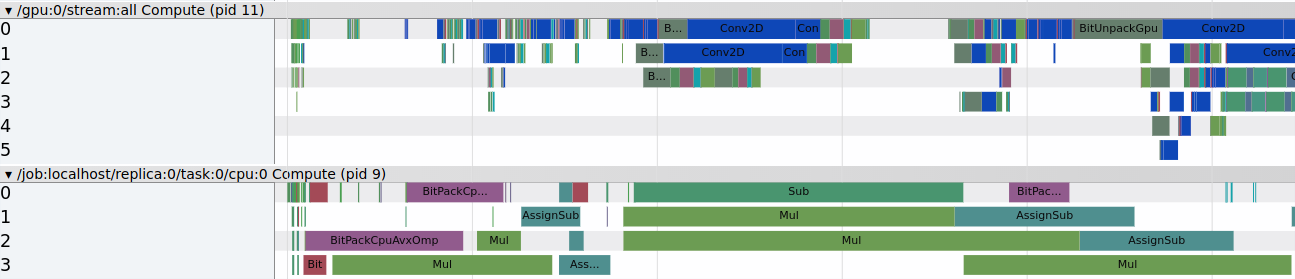 ▼ /gpu:0/stream:all Compute (pid 11)
0 B... Conv2D Con BitUnpackGpu Conv2D
1 B... Conv2D Con Conv2
2 B...
3
4
5
▼ /job:localhost/replica:0/task:0/cpu:0 Compute (pid 9)
0 BitPackCp... Sub BitPac...
1 AssignSub Mul AssignSub
2 BitPackCpuAvxOmp Mul Mul AssignSub
3 Bit Mul Ass... Mul